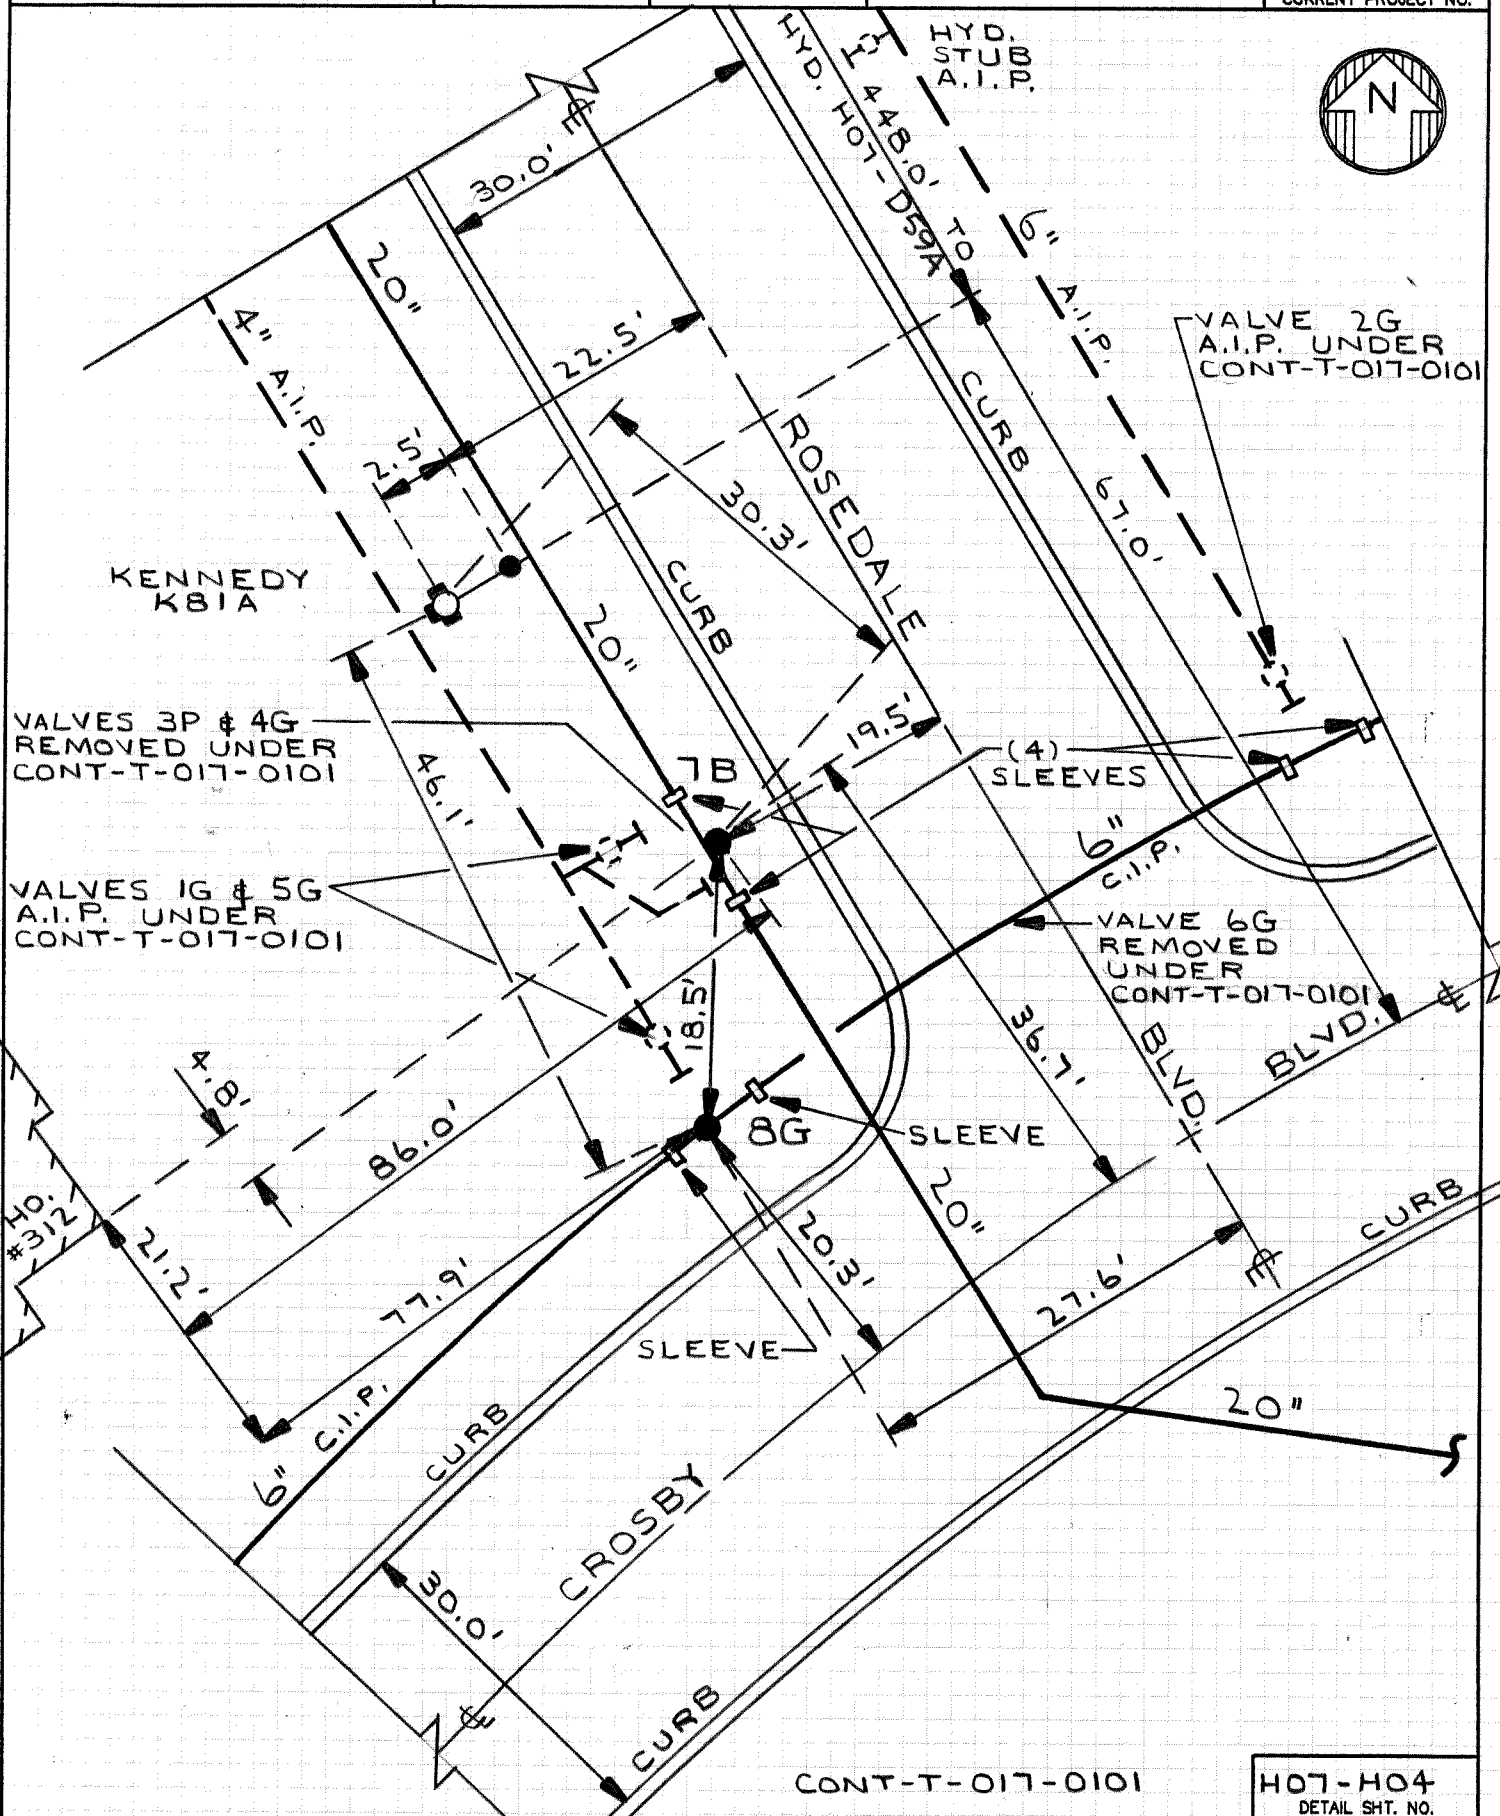 CURRENT PROJECT NO.
HYD.
STUB
A.I.P.
N
448.0' TO
HYD. H07-D59A
30.0'
℄
20"
4"
A.I.P.
6"
A.I.P.
22.5'
2.5'
VALVE 2G
A.I.P. UNDER
CONT-T-017-0101
CURB
ROSEDALE
30.3'
67.0'
KENNEDY
K81A
CURB
20"
VALVES 3P & 4G
REMOVED UNDER
CONT-T-017-0101
46.1'
7B
19.5'
(4)
SLEEVES
6"
C.I.P.
VALVES 1G & 5G
A.I.P. UNDER
CONT-T-017-0101
VALVE 6G
REMOVED
UNDER
CONT-T-017-0101
18.5'
36.7'
BLVD.
BLVD.
℄
4.8'
86.0'
8G
SLEEVE
20"
CURB
HO.
#312
21.2'
77.9'
20.3'
27.6'
℄
SLEEVE
C.I.P.
6"
CURB
20"
CROSBY
30.0'
℄
CURB
CONT-T-017-0101
H07-H04
DETAIL SHT. NO.